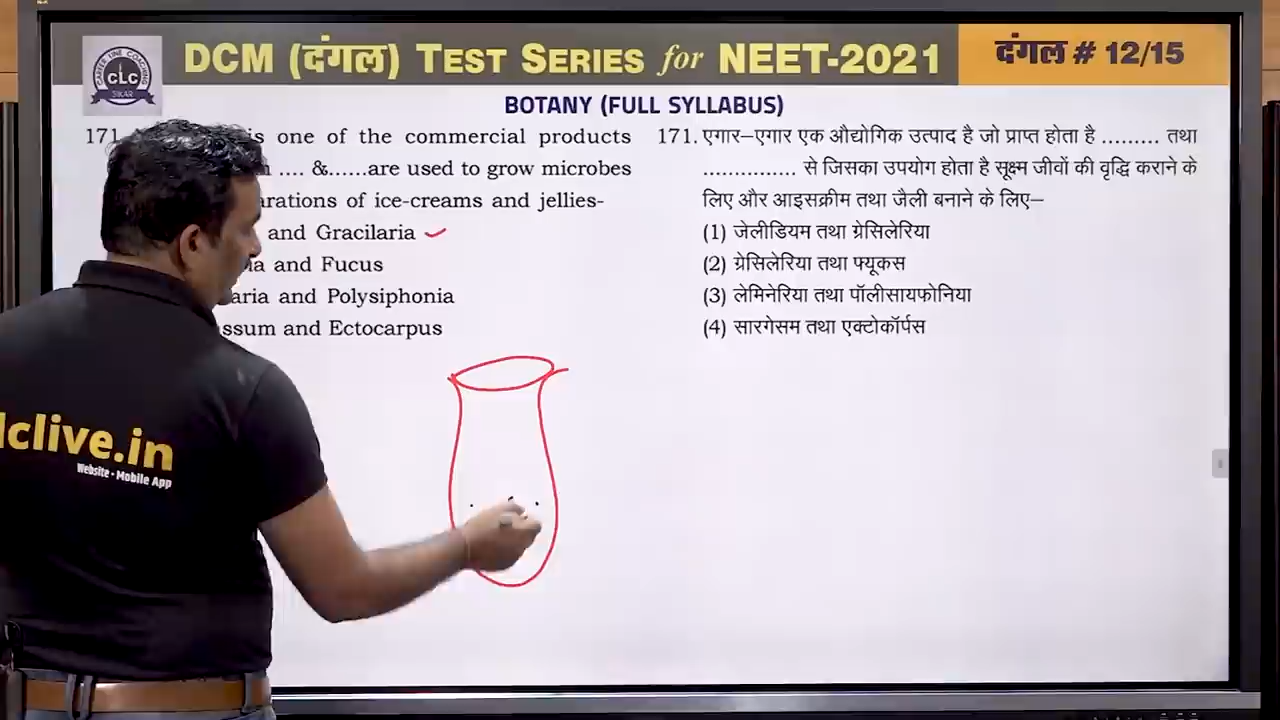 DCM (दंगल) TEST SERIES for NEET-2021
दंगल # 12/15
CAREER LINE COACHING
CLC
SIKAR
BOTANY (FULL SYLLABUS)
171. is one of the commercial products
.... &......are used to grow microbes
arations of ice-creams and jellies-
and Gracilaria
ia and Fucus
aria and Polysiphonia
ssum and Ectocarpus
171. एगार–एगार एक औद्योगिक उत्पाद है जो प्राप्त होता है ......... तथा
............... से जिसका उपयोग होता है सूक्ष्म जीवों की वृद्धि कराने के
लिए और आइसक्रीम तथा जैली बनाने के लिए–
(1) जेलीडियम तथा ग्रेसिलेरिया
(2) ग्रेसिलेरिया तथा फ्यूकस
(3) लेमिनेरिया तथा पॉलीसायफोनिया
(4) सारगेसम तथा एक्टोकॉर्पस
lclive.in
Website • Mobile App